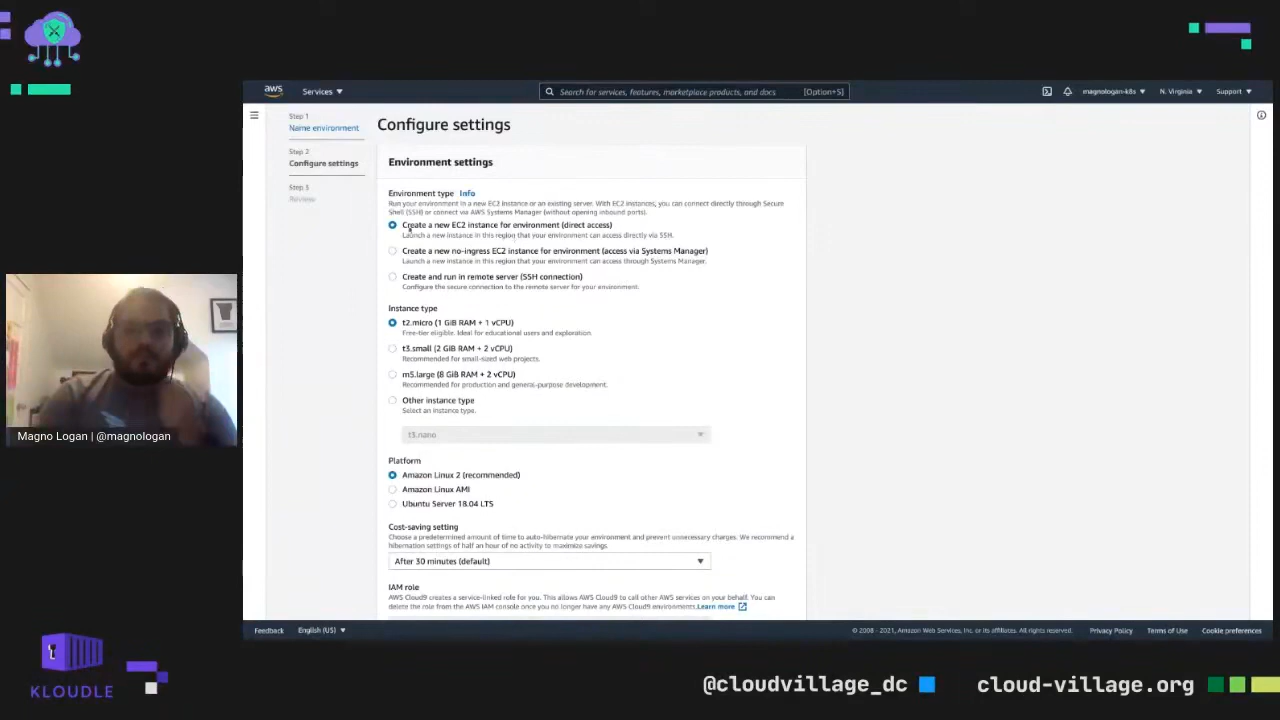 aws
Services
Search for services, features, marketplace products, and docs
[Option+S]
magnologan-k8s
N. Virginia
Support
Step 1
Name environment
Step 2
Configure settings
Step 3
Review
Configure settings
Environment settings
Environment type Info
Run your environment in a new EC2 instance or an existing server. With EC2 instances, you can connect directly through Secure
Shell (SSH) or connect via AWS Systems Manager (without opening inbound ports).
Create a new EC2 instance for environment (direct access)
Launch a new instance in this region that your environment can access directly via SSH.
Create a new no-ingress EC2 instance for environment (access via Systems Manager)
Launch a new instance in this region that your environment can access through Systems Manager.
Create and run in remote server (SSH connection)
Configure the secure connection to the remote server for your environment.
Instance type
t2.micro (1 GiB RAM + 1 vCPU)
Free-tier eligible. Ideal for educational users and exploration.
t3.small (2 GiB RAM + 2 vCPU)
Recommended for small-sized web projects.
m5.large (8 GiB RAM + 2 vCPU)
Recommended for production and general-purpose development.
Other instance type
Select an instance type.
t3.nano
Platform
Amazon Linux 2 (recommended)
Amazon Linux AMI
Ubuntu Server 18.04 LTS
Cost-saving setting
Choose a predetermined amount of time to auto-hibernate your environment and prevent unnecessary charges. We recommend a
hibernation settings of half an hour of no activity to maximize savings.
After 30 minutes (default)
IAM role
AWS Cloud9 creates a service-linked role for you. This allows AWS Cloud9 to call other AWS services on your behalf. You can
delete the role from the AWS IAM console once you no longer have any AWS Cloud9 environments. Learn more
Feedback
English (US)
© 2008 - 2021, Amazon Web Services, Inc. or its affiliates. All rights reserved.
Privacy Policy
Terms of Use
Cookie preferences
Magno Logan | @magnologan
KLOUDLE
@cloudvillage_dc
cloud-village.org